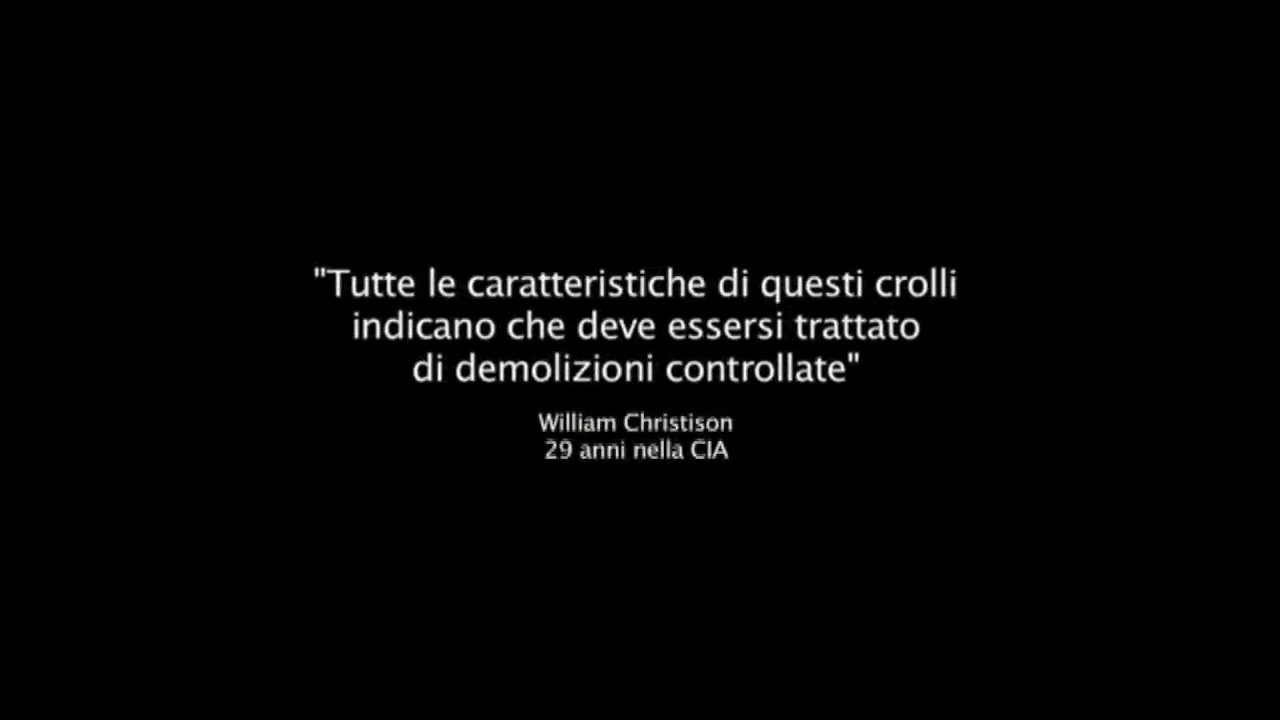 "Tutte le caratteristiche di questi crolli
indicano che deve essersi trattato
di demolizioni controllate"
William Christison
29 anni nella CIA